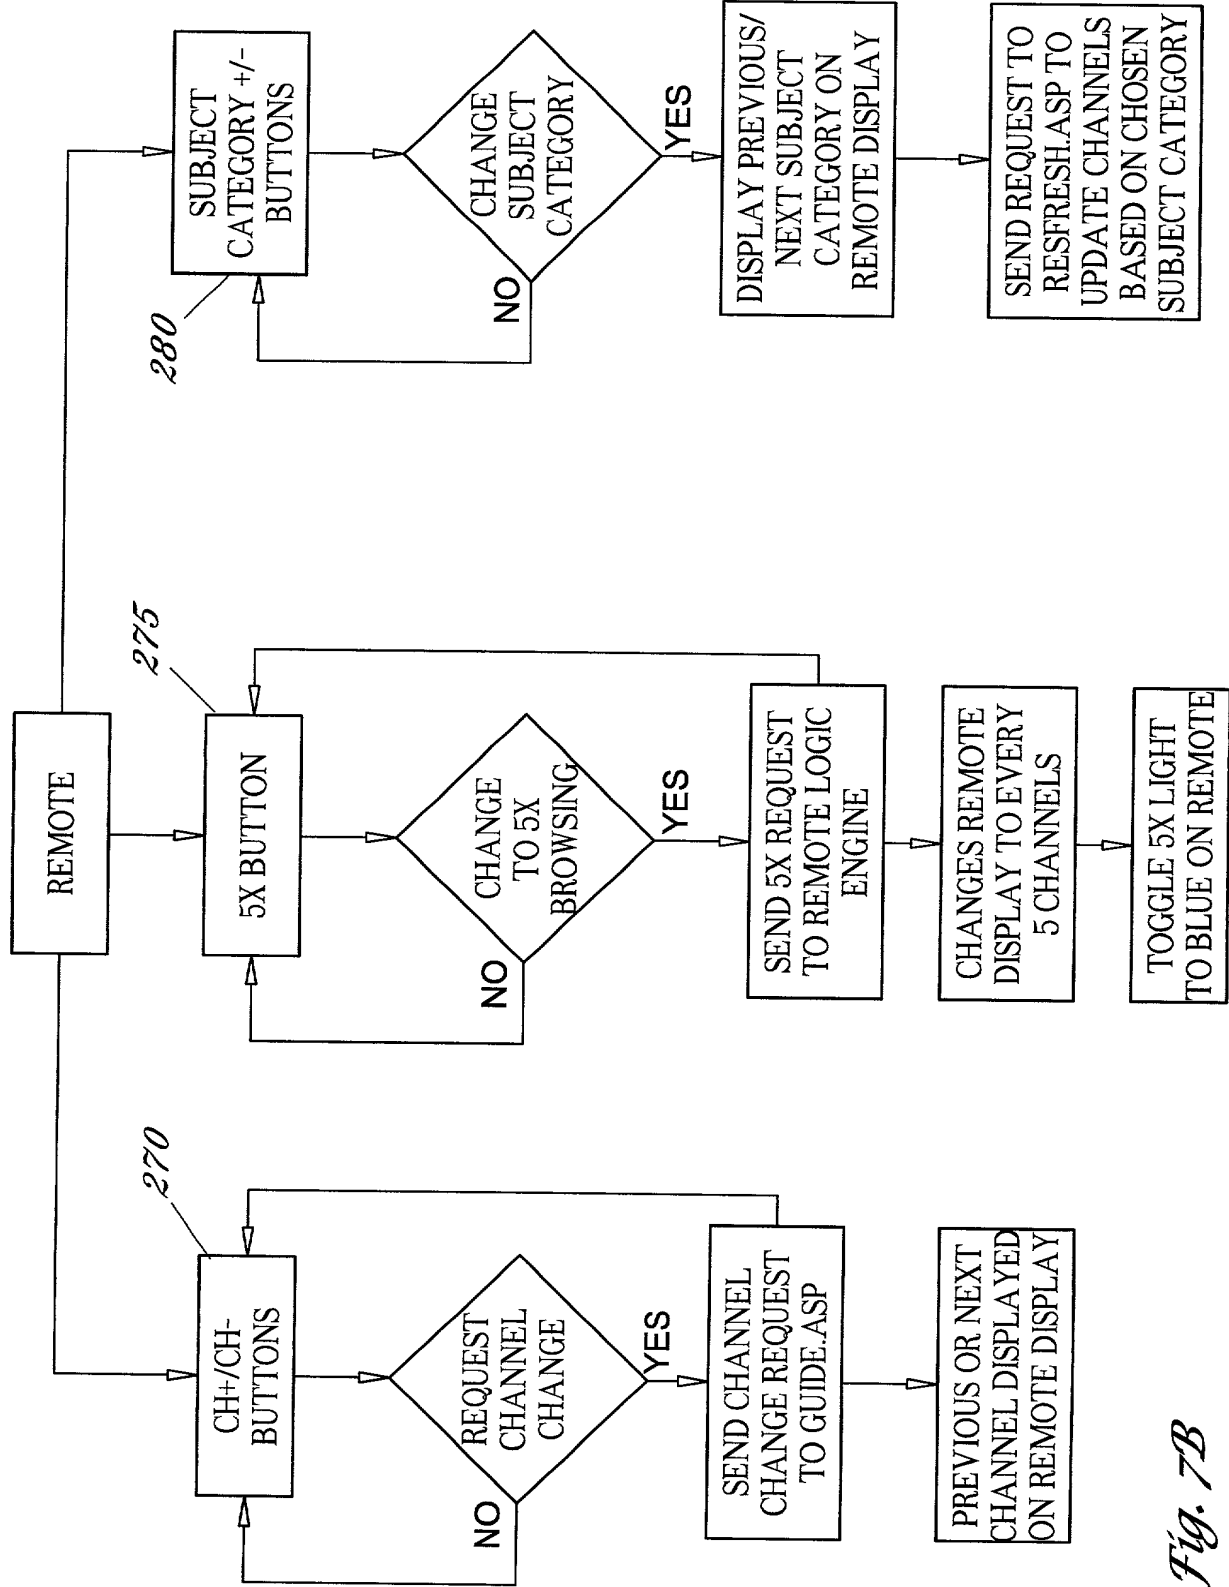 REMOTE
270
CH+/CH-
BUTTONS
REQUEST
CHANNEL
CHANGE
NO
YES
SEND CHANNEL
CHANGE REQUEST
TO GUIDE.ASP
PREVIOUS OR NEXT
CHANNEL DISPLAYED
ON REMOTE DISPLAY
275
5X BUTTON
CHANGE
TO 5X
BROWSING
NO
YES
SEND 5X REQUEST
TO REMOTE LOGIC
ENGINE
CHANGES REMOTE
DISPLAY TO EVERY
5 CHANNELS
TOGGLE 5X LIGHT
TO BLUE ON REMOTE
280
SUBJECT
CATEGORY +/-
BUTTONS
CHANGE
SUBJECT
CATEGORY
NO
YES
DISPLAY PREVIOUS/
NEXT SUBJECT
CATEGORY ON
REMOTE DISPLAY
SEND REQUEST TO
RESFRESH.ASP TO
UPDATE CHANNELS
BASED ON CHOSEN
SUBJECT CATEGORY
Fig. 7B